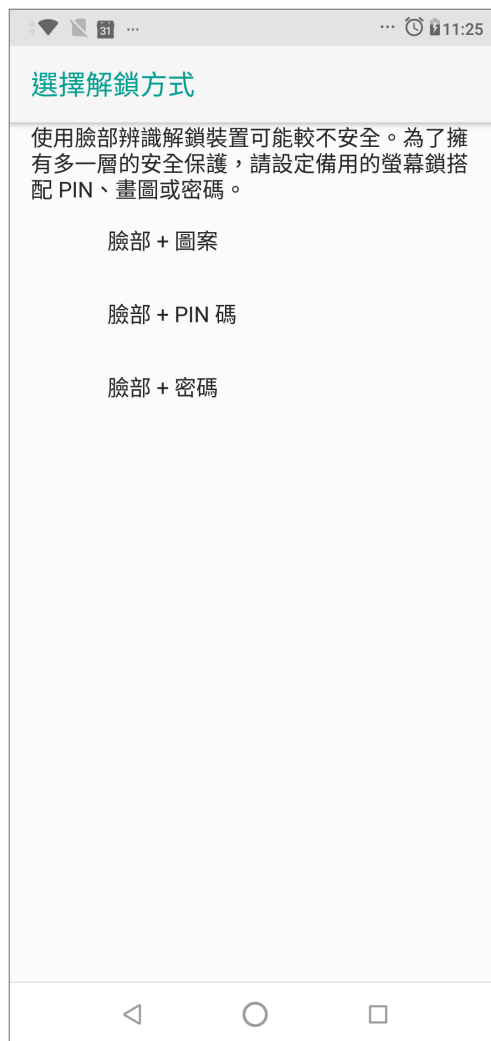 31 ... ... 11:25
選擇解鎖方式
使用臉部辨識解鎖裝置可能較不安全。為了擁
有多一層的安全保護，請設定備用的螢幕鎖搭
配 PIN、畫圖或密碼。
臉部 + 圖案
臉部 + PIN 碼
臉部 + 密碼